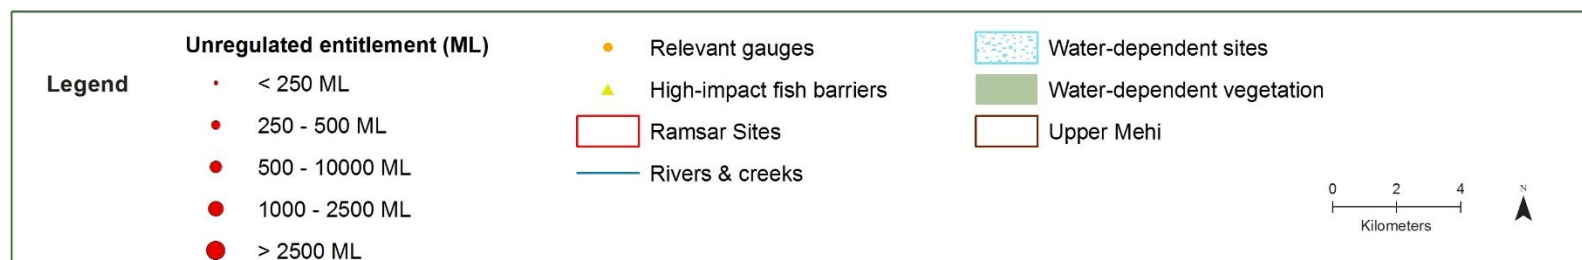 Legend
Unregulated entitlement (ML)
< 250 ML
250 - 500 ML
500 - 10000 ML
1000 - 2500 ML
> 2500 ML
Relevant gauges
High-impact fish barriers
Ramsar Sites
Rivers & creeks
Water-dependent sites
Water-dependent vegetation
Upper Mehi
0 2 4
Kilometers
N